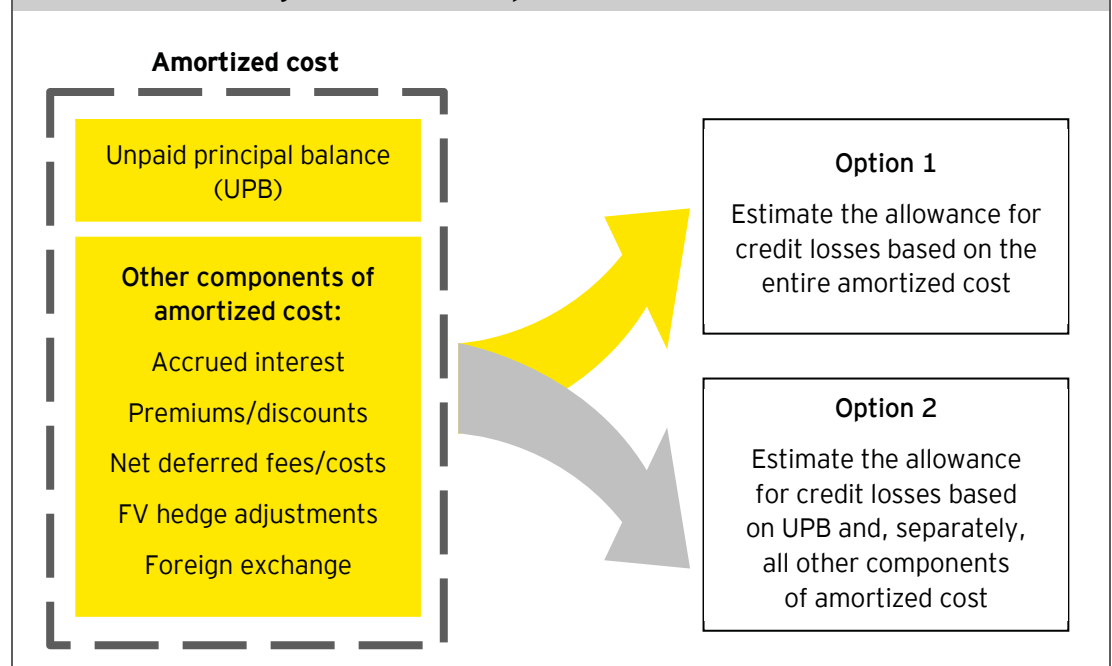 Amortized cost
Unpaid principal balance
(UPB)
Other components of
amortized cost:
Accrued interest
Premiums/discounts
Net deferred fees/costs
FV hedge adjustments
Foreign exchange
Option 1
Estimate the allowance for
credit losses based on the
entire amortized cost
Option 2
Estimate the allowance
for credit losses based
on UPB and, separately,
all other components
of amortized cost